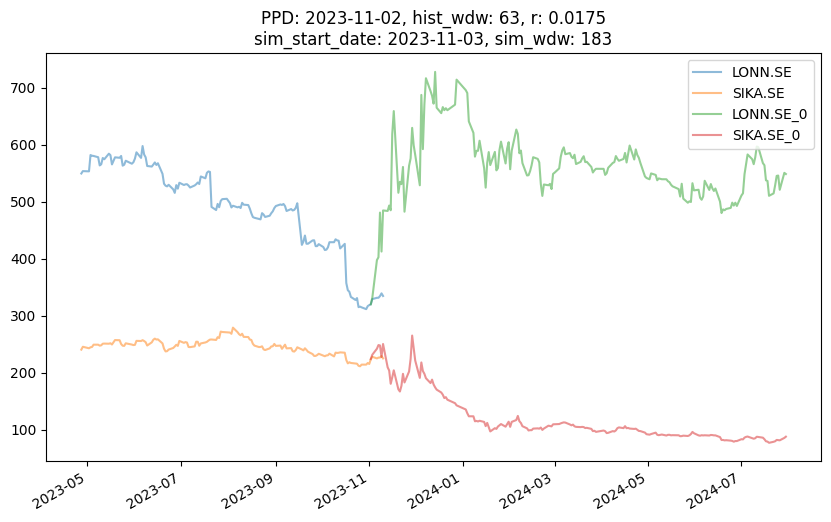 PPD: 2023-11-02, hist_wdw: 63, r: 0.0175
sim_start_date: 2023-11-03, sim_wdw: 183
LONN.SE
SIKA.SE
LONN.SE_0
SIKA.SE_0
700
600
500
400
300
200
100
2023-05
2023-07
2023-09
2023-11
2024-01
2024-03
2024-05
2024-07